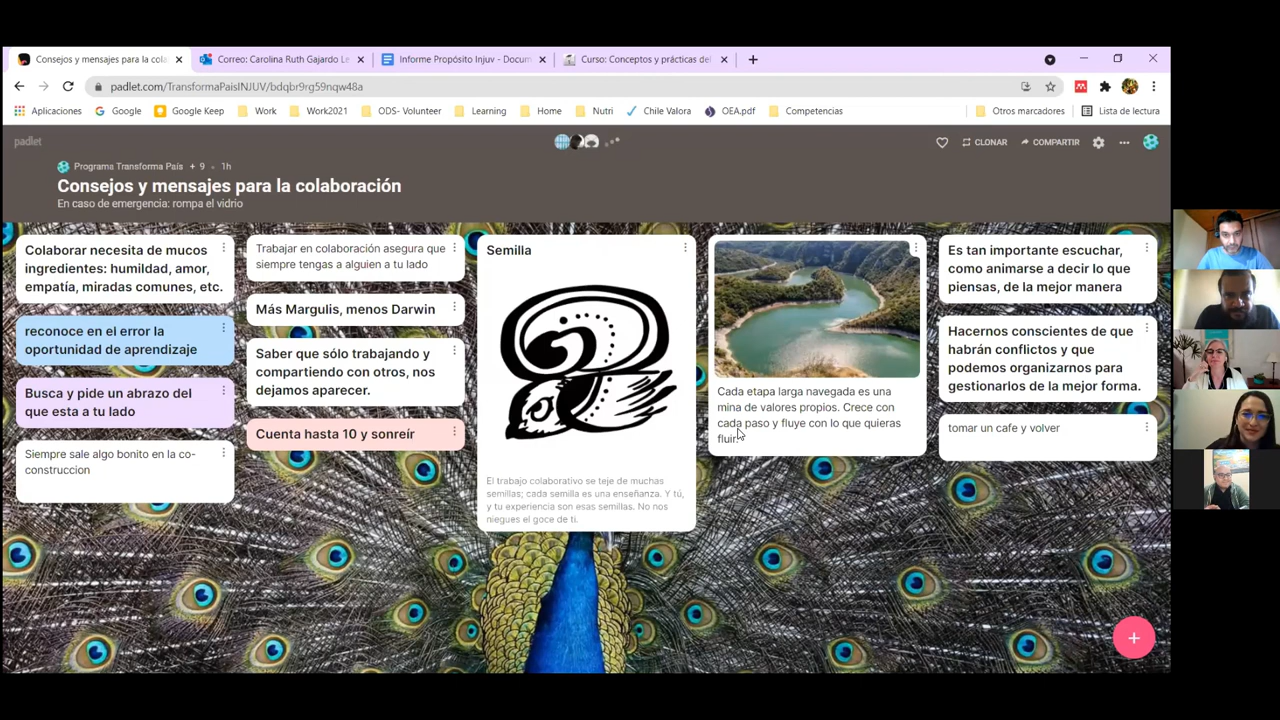 Consejos y mensajes para la cola
Correo: Carolina Ruth Gajardo Le
Informe Propósito Injuv - Docum
Curso: Conceptos y prácticas del
padlet.com/TransformaPaisINJUV/bdqbr9rg59nqw48a
Aplicaciones
Google
Google Keep
Work
Work2021
ODS- Volunteer
Learning
Home
Nutri
Chile Valora
OEA.pdf
Competencias
Otros marcadores
Lista de lectura
padlet
CLONAR
COMPARTIR
Programa Transforma País + 9 · 1h
Consejos y mensajes para la colaboración
En caso de emergencia: rompa el vidrio
Colaborar necesita de mucos
ingredientes: humildad, amor,
empatía, miradas comunes, etc.
reconoce en el error la
oportunidad de aprendizaje
Busca y pide un abrazo del
que esta a tu lado
Siempre sale algo bonito en la co-
construccion
Trabajar en colaboración asegura que
siempre tengas a alguien a tu lado
Más Margulis, menos Darwin
Saber que sólo trabajando y
compartiendo con otros, nos
dejamos aparecer.
Cuenta hasta 10 y sonreír
Semilla
El trabajo colaborativo se teje de muchas
semillas; cada semilla es una enseñanza. Y tú,
y tu experiencia son esas semillas. No nos
niegues el goce de ti.
Cada etapa larga navegada es una
mina de valores propios. Crece con
cada paso y fluye con lo que quieras
fluir
Es tan importante escuchar,
como animarse a decir lo que
piensas, de la mejor manera
Hacernos conscientes de que
habrán conflictos y que
podemos organizarnos para
gestionarlos de la mejor forma.
tomar un cafe y volver